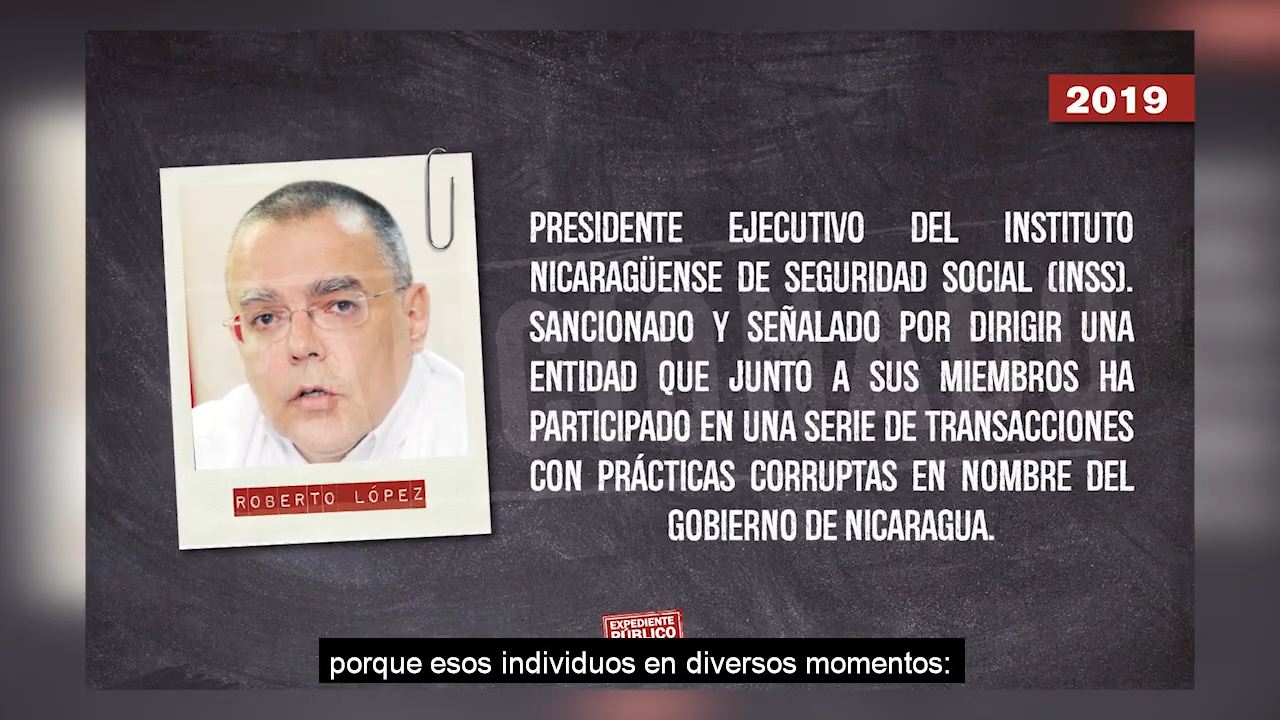 2019
PRESIDENTE EJECUTIVO DEL INSTITUTO
NICARAGÜENSE DE SEGURIDAD SOCIAL (INSS).
SANCIONADO Y SEÑALADO POR DIRIGIR UNA
ENTIDAD QUE JUNTO A SUS MIEMBROS HA
PARTICIPADO EN UNA SERIE DE TRANSACCIONES
CON PRÁCTICAS CORRUPTAS EN NOMBRE DEL
GOBIERNO DE NICARAGUA.
ROBERTO LÓPEZ
EXPEDIENTE
PÚBLICO
porque esos individuos en diversos momentos: